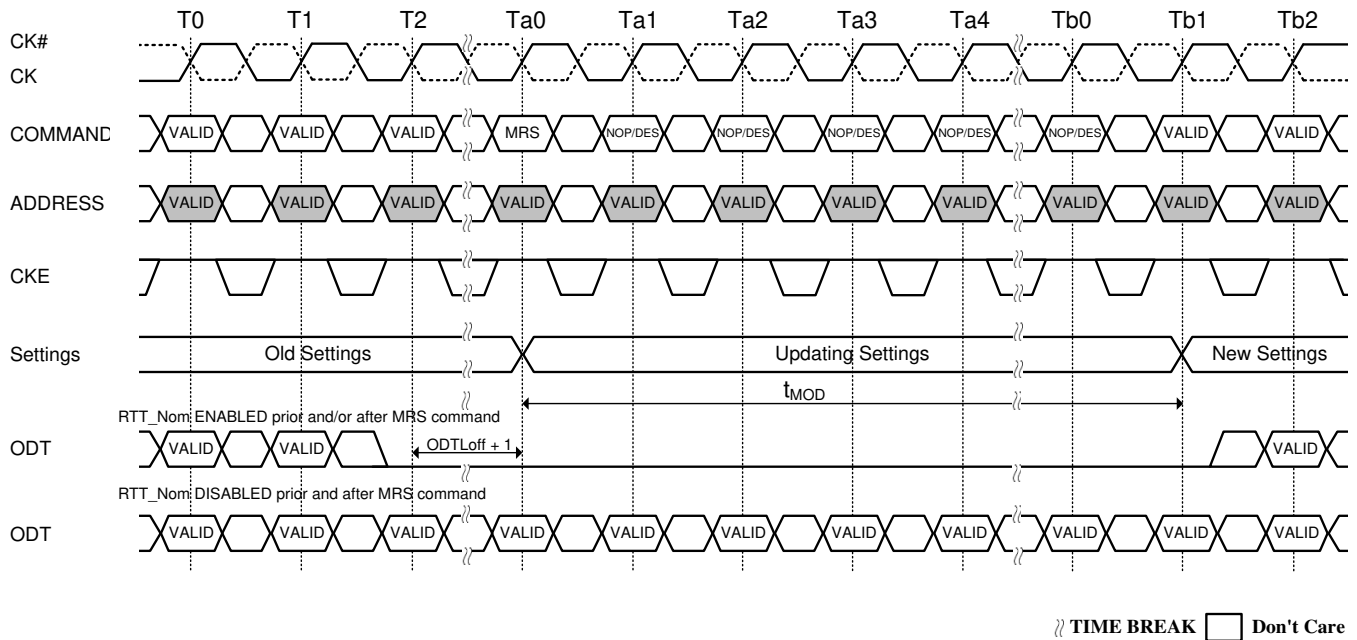 T0 T1 T2 Ta0 Ta1 Ta2 Ta3 Ta4 Tb0 Tb1 Tb2
CK#
CK
COMMAND VALID VALID VALID MRS NOP/DES NOP/DES NOP/DES NOP/DES NOP/DES VALID VALID
ADDRESS VALID VALID VALID VALID VALID VALID VALID VALID VALID VALID VALID
CKE
Settings Old Settings Updating Settings New Settings
tMOD
RTT_Nom ENABLED prior and/or after MRS command
ODT VALID VALID ODTLoff + 1 VALID
RTT_Nom DISABLED prior and after MRS command
ODT VALID VALID VALID VALID VALID VALID VALID VALID VALID VALID VALID
TIME BREAK Don't Care